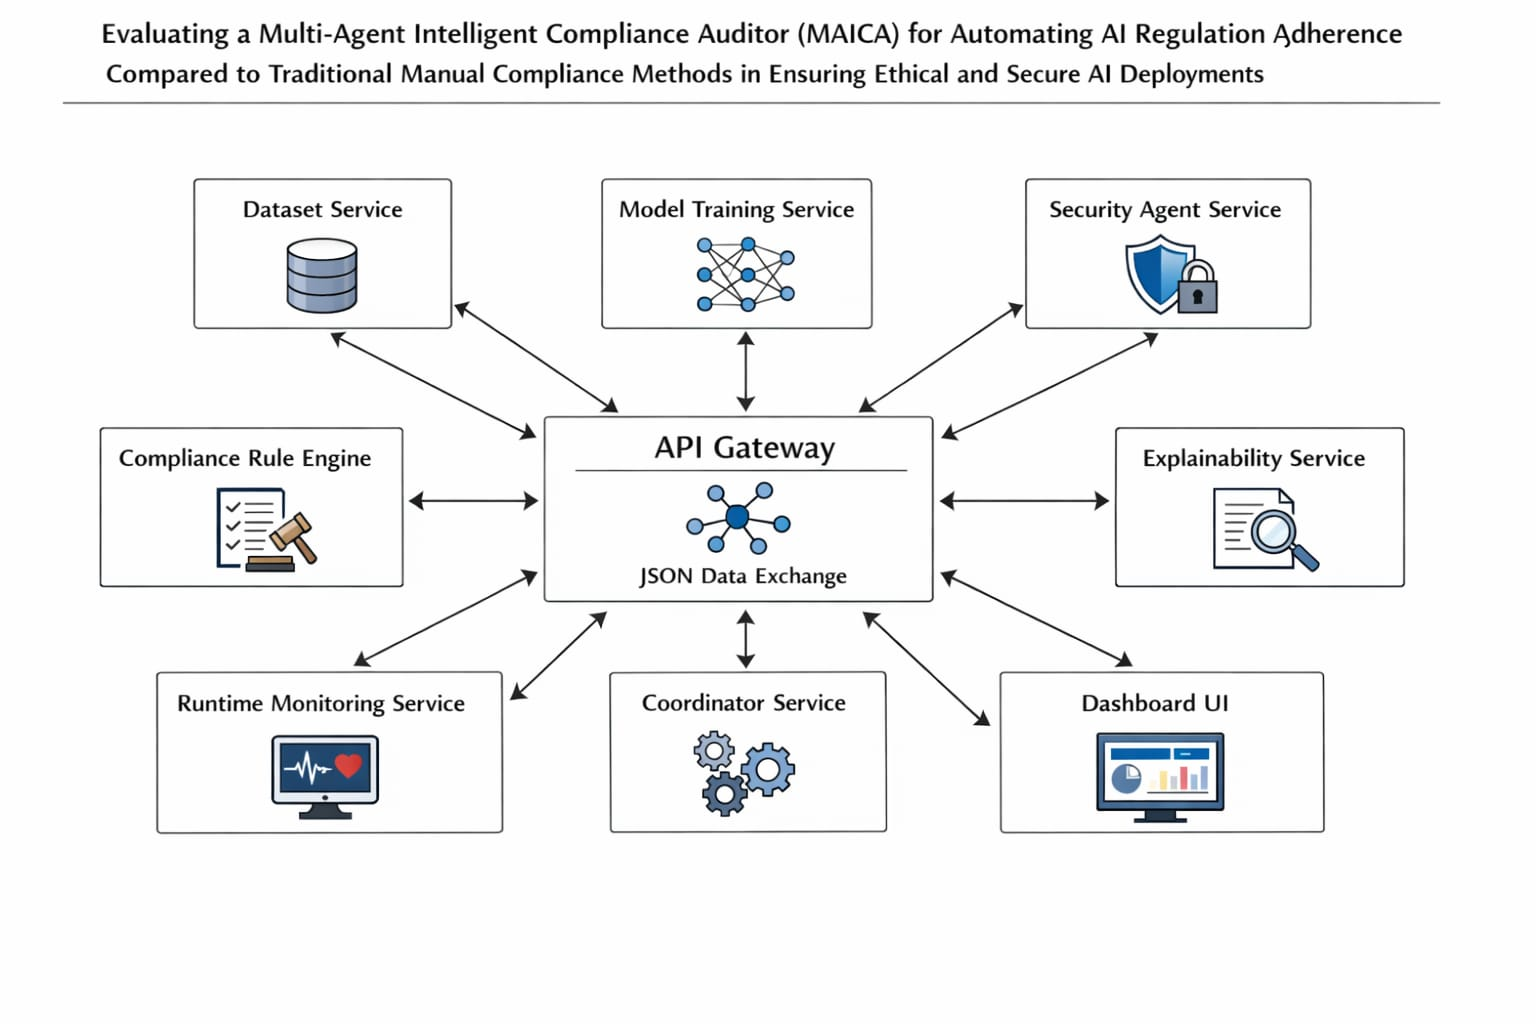 Evaluating a Multi-Agent Intelligent Compliance Auditor (MAICA) for Automating AI Regulation Adherence
Compared to Traditional Manual Compliance Methods in Ensuring Ethical and Secure AI Deployments
Dataset Service
Model Training Service
Security Agent Service
Compliance Rule Engine
API Gateway
JSON Data Exchange
Explainability Service
Runtime Monitoring Service
Coordinator Service
Dashboard UI